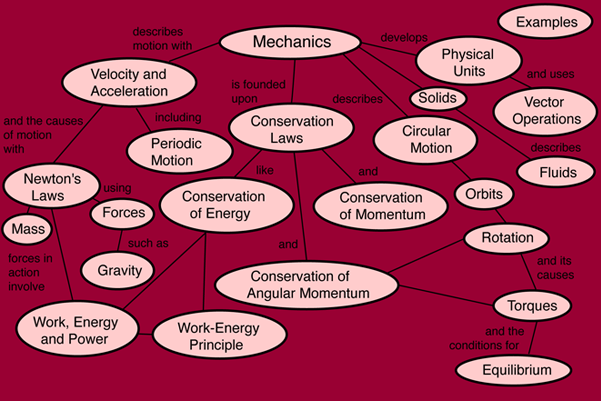 Examples
describes
motion with
Mechanics
develops
Physical
Units
and uses
Vector
Operations
Velocity and
Acceleration
is founded
upon
describes
Solids
and the causes
of motion
with
including
Periodic
Motion
Conservation
Laws
Circular
Motion
describes
Fluids
Newton's
Laws
using
Forces
like
Conservation
of Energy
and
Conservation
of Momentum
Orbits
Mass
such as
Gravity
and
Rotation
forces in
action
involve
Conservation of
Angular Momentum
and its
causes
Torques
Work, Energy
and Power
Work-Energy
Principle
and the
conditions for
Equilibrium